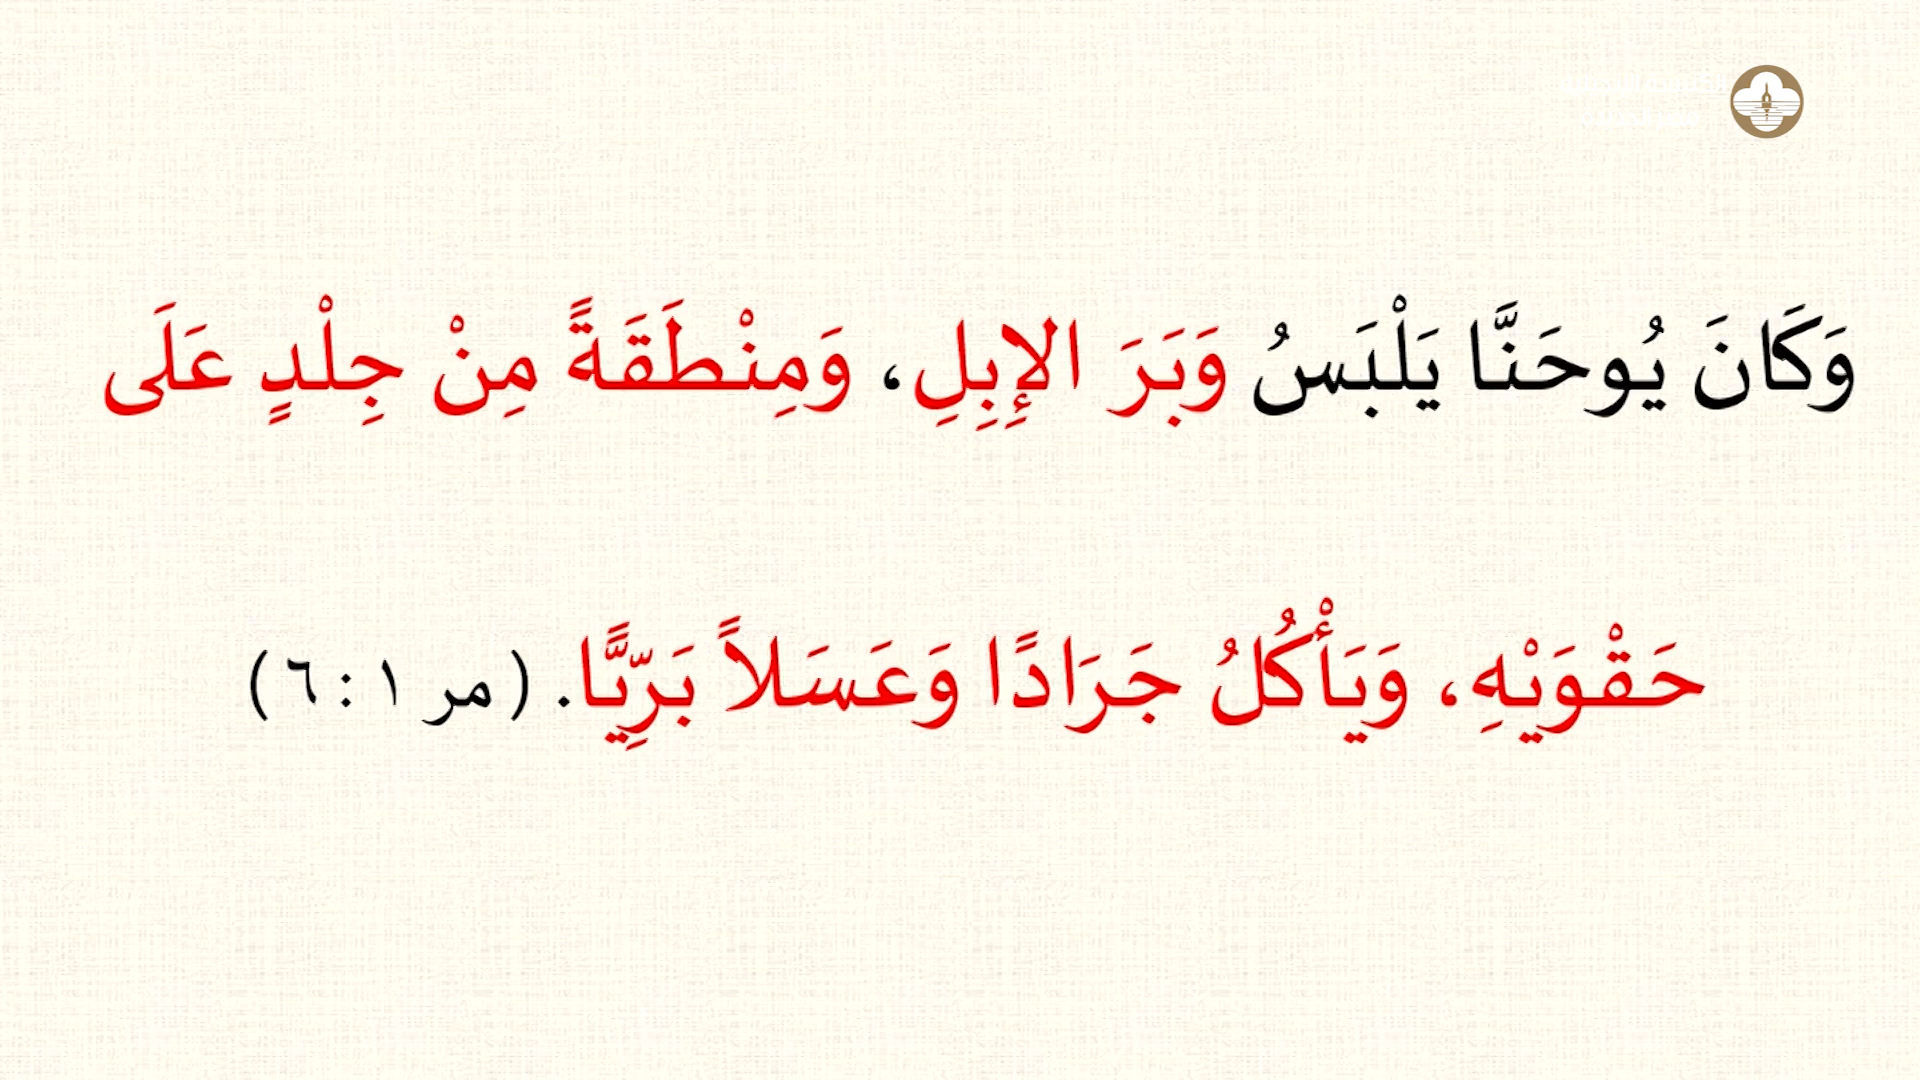 وَكَانَ يُوحَنَّا يَلْبَسُ وَبَرَ الإِبِلِ، وَمِنْطَقَةً مِنْ جِلْدٍ عَلَى
حَقْوَيْهِ، وَيَأْكُلُ جَرَادًا وَعَسَلاً بَرِّيًّا. (مر ١ : ٦)